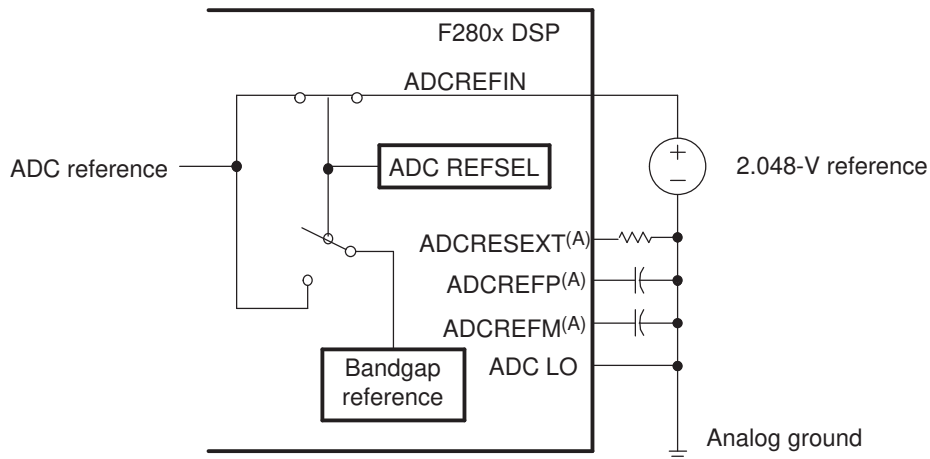 F280x DSP
ADCREFIN
ADC reference
ADC REFSEL
+
−
2.048-V reference
ADCRESEXT(A)
ADCREFP(A)
ADCREFM(A)
ADC LO
Bandgap
reference
Analog ground